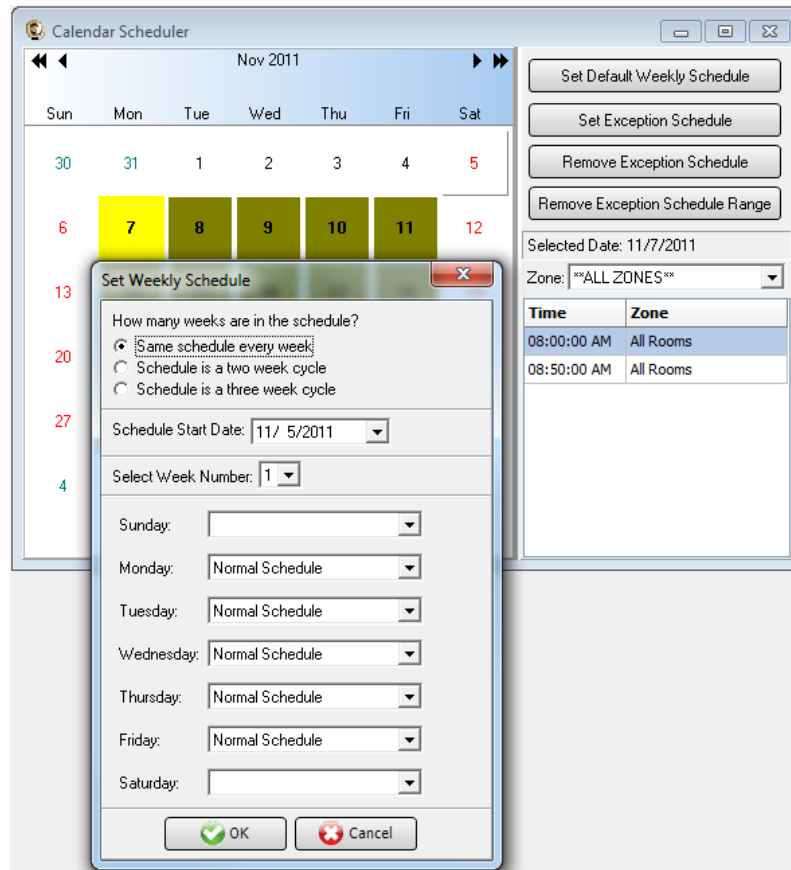 Calendar Scheduler
Nov 2011
Sun Mon Tue Wed Thu Fri Sat
30 31 1 2 3 4 5
6 7 8 9 10 11 12
13
20
27
4
Set Default Weekly Schedule
Set Exception Schedule
Remove Exception Schedule
Remove Exception Schedule Range
Selected Date: 11/7/2011
Zone: **ALL ZONES**
Time Zone
08:00:00 AM All Rooms
08:50:00 AM All Rooms
Set Weekly Schedule
How many weeks are in the schedule?
Same schedule every week
Schedule is a two week cycle
Schedule is a three week cycle
Schedule Start Date: 11/ 5/2011
Select Week Number: 1
Sunday:
Monday: Normal Schedule
Tuesday: Normal Schedule
Wednesday: Normal Schedule
Thursday: Normal Schedule
Friday: Normal Schedule
Saturday:
OK Cancel